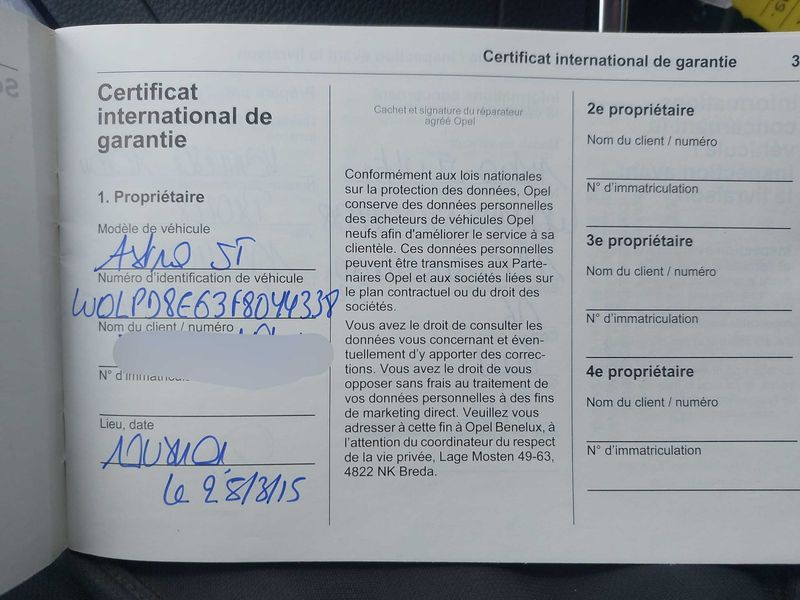 Certificat international de garantie 3
Certificat
international de
garantie
1. Propriétaire
Modèle de véhicule
Astra ST
Numéro d'identification de véhicule
WOLPD8E63F8044338
Nom du client / numéro
N° d'immatricul
Lieu, date
le 28/3/15
Cachet et signature du réparateur
agréé Opel
Conformément aux lois nationales
sur la protection des données, Opel
conserve des données personnelles
des acheteurs de véhicules Opel
neufs afin d'améliorer le service à sa
clientèle. Ces données personnelles
peuvent être transmises aux Parte-
naires Opel et aux sociétés liées sur
le plan contractuel ou du droit des
sociétés.
Vous avez le droit de consulter les
données vous concernant et éven-
tuellement d'y apporter des correc-
tions. Vous avez le droit de vous
opposer sans frais au traitement de
vos données personnelles à des fins
de marketing direct. Veuillez vous
adresser à cette fin à Opel Benelux, à
l'attention du coordinateur du respect
de la vie privée, Lage Mosten 49-63,
4822 NK Breda.
2e propriétaire
Nom du client / numéro
N° d'immatriculation
3e propriétaire
Nom du client / numéro
N° d'immatriculation
4e propriétaire
Nom du client / numéro
N° d'immatriculation